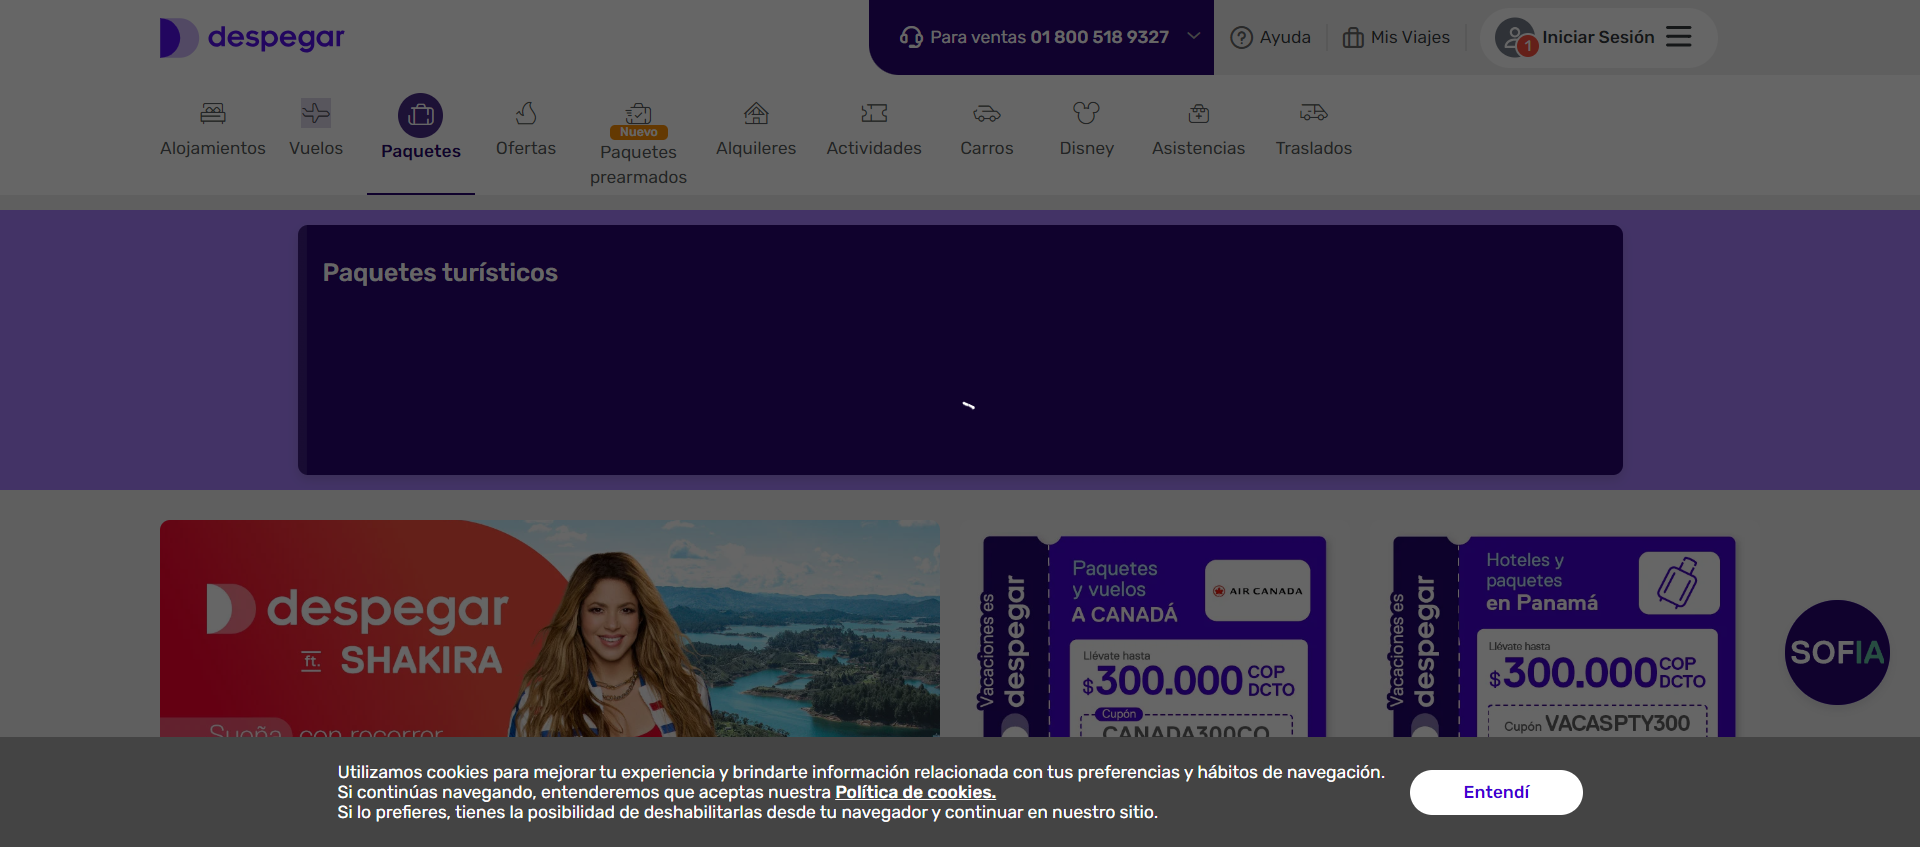 despegar
Para ventas 01 800 518 9327
Ayuda
Mis Viajes
1
Iniciar Sesión
Alojamientos
Vuelos
Paquetes
Ofertas
Nuevo
Paquetes
prearmados
Alquileres
Actividades
Carros
Disney
Asistencias
Traslados
Paquetes turísticos
despegar
ft. SHAKIRA
Sueña con recorrer
Vacaciones es
despegar
Paquetes
y vuelos
A CANADÁ
AIR CANADA
Llévate hasta
$300.000 COP
DCTO
Cupón
CANADA300CO
Vacaciones es
despegar
Hoteles y
paquetes
en Panamá
Llévate hasta
$300.000 COP
DCTO
Cupón VACASPTY300
SOFIA
Utilizamos cookies para mejorar tu experiencia y brindarte información relacionada con tus preferencias y hábitos de navegación.
Si continúas navegando, entenderemos que aceptas nuestra Política de cookies.
Si lo prefieres, tienes la posibilidad de deshabilitarlas desde tu navegador y continuar en nuestro sitio.
Entendí